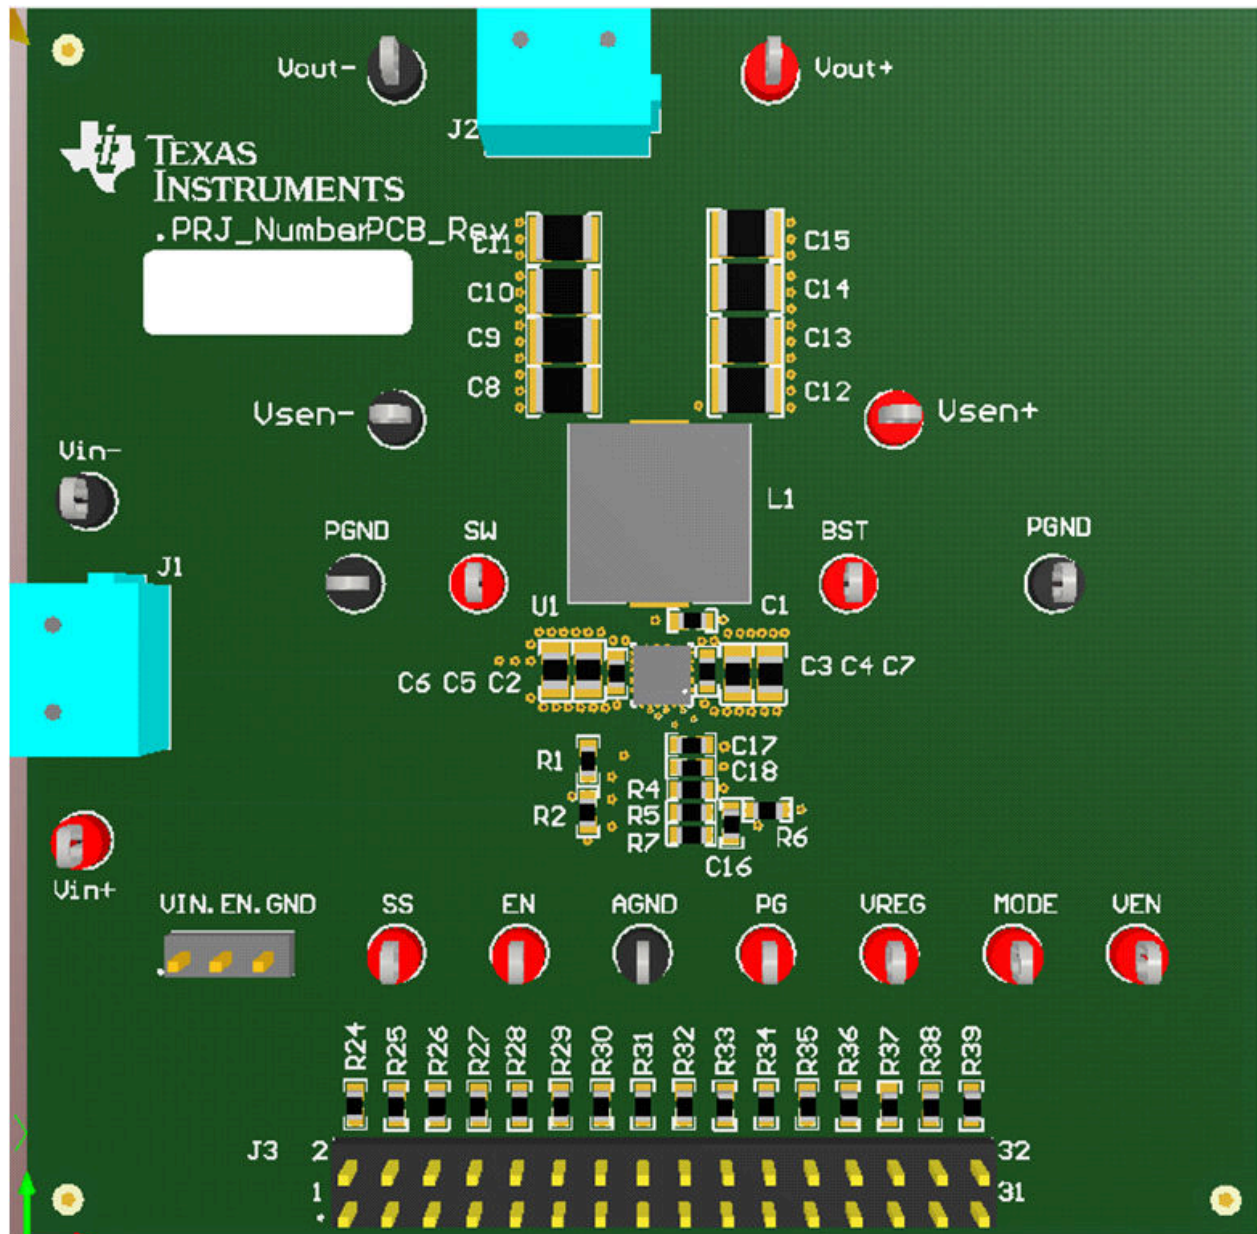 Vout-
Vout+
J2
TEXAS
INSTRUMENTS
.PRJ_NumberPCB_Rev
C11
C15
C10
C14
C9
C13
C8
C12
Vsen-
Vsen+
Vin-
L1
PGND
SW
BST
PGND
J1
U1
C1
C6 C5 C2
C3 C4 C7
R1
C17
C18
R4
R2
R5
R6
R7
C16
Vin+
VIN.EN.GND
SS
EN
AGND
PG
VREG
MODE
VEN
R24
R25
R26
R27
R28
R29
R30
R31
R32
R33
R34
R35
R36
R37
R38
R39
J3
2
32
1
31